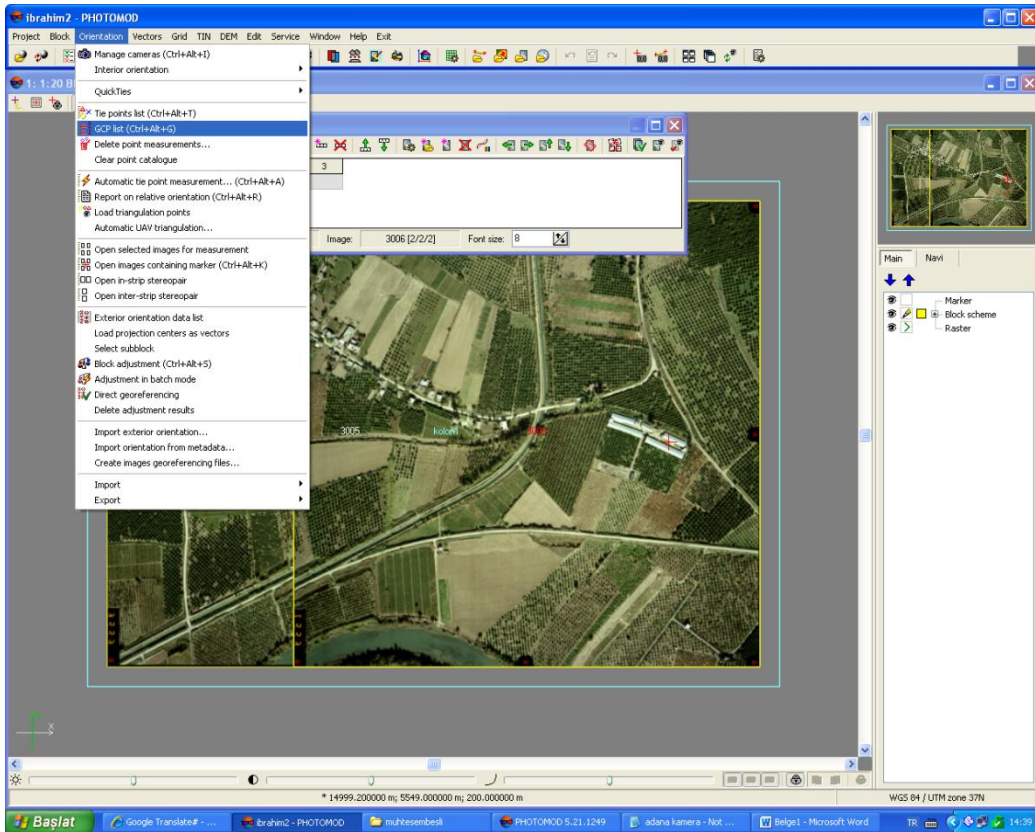 ibrahim2 - PHOTOMOD
Project Block Orientation Vectors Grid TIN DEM Edit Service Window Help Exit
1: 1:20 Bl
Manage cameras (Ctrl+Alt+I)
Interior orientation
QuickTies
Tie points list (Ctrl+Alt+T)
GCP list (Ctrl+Alt+G)
Delete point measurements...
Clear point catalogue
Automatic tie point measurement... (Ctrl+Alt+A)
Report on relative orientation (Ctrl+Alt+R)
Load triangulation points
Automatic UAV triangulation...
Open selected images for measurement
Open images containing marker (Ctrl+Alt+K)
Open in-strip stereopair
Open inter-strip stereopair
Exterior orientation data list
Load projection centers as vectors
Select subblock
Block adjustment (Ctrl+Alt+S)
Adjustment in batch mode
Direct georeferencing
Delete adjustment results
Import exterior orientation...
Import orientation from metadata...
Create images georeferencing files...
Import
Export
3
Image: 3006 [2/2/2] Font size: 8
3005 kolon1
Main Navi
Marker
Block scheme
Raster
X
* 14999.200000 m; 5549.000000 m; 200.000000 m
WGS 84 / UTM zone 37N
Başlat Google Translate# - ... ibrahim2 - PHOTOMOD muhtesembesli PHOTOMOD 5.21.1249 adana kamera - Not ... Belge1 - Microsoft Word TR 14:39